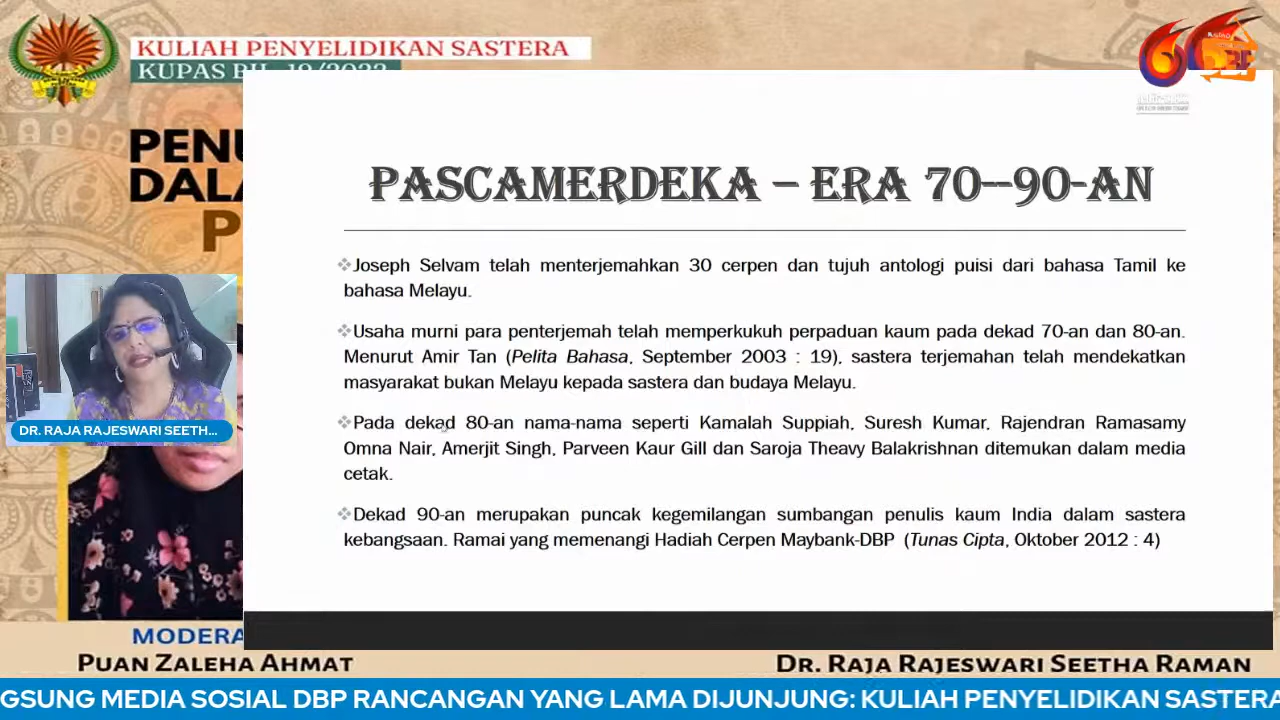 KULIAH PENYELIDIKAN SASTERA
KUPAS BIL. 19/2022
PENU
DALA
P
PASCAMERDEKA – ERA 70--90-AN
❖Joseph Selvam telah menterjemahkan 30 cerpen dan tujuh antologi puisi dari bahasa Tamil ke
bahasa Melayu.
❖Usaha murni para penterjemah telah memperkukuh perpaduan kaum pada dekad 70-an dan 80-an.
Menurut Amir Tan (Pelita Bahasa, September 2003 : 19), sastera terjemahan telah mendekatkan
masyarakat bukan Melayu kepada sastera dan budaya Melayu.
❖Pada dekad 80-an nama-nama seperti Kamalah Suppiah, Suresh Kumar, Rajendran Ramasamy
Omna Nair, Amerjit Singh, Parveen Kaur Gill dan Saroja Theavy Balakrishnan ditemukan dalam media
cetak.
❖Dekad 90-an merupakan puncak kegemilangan sumbangan penulis kaum India dalam sastera
kebangsaan. Ramai yang memenangi Hadiah Cerpen Maybank-DBP (Tunas Cipta, Oktober 2012 : 4)
DR. RAJA RAJESWARI SEETH...
MODERA
PUAN ZALEHA AHMAT
DR. RAJA RAJESWARI SEETHA RAMAN
GSUNG MEDIA SOSIAL DBP RANCANGAN YANG LAMA DIJUNJUNG: KULIAH PENYELIDIKAN SASTERA